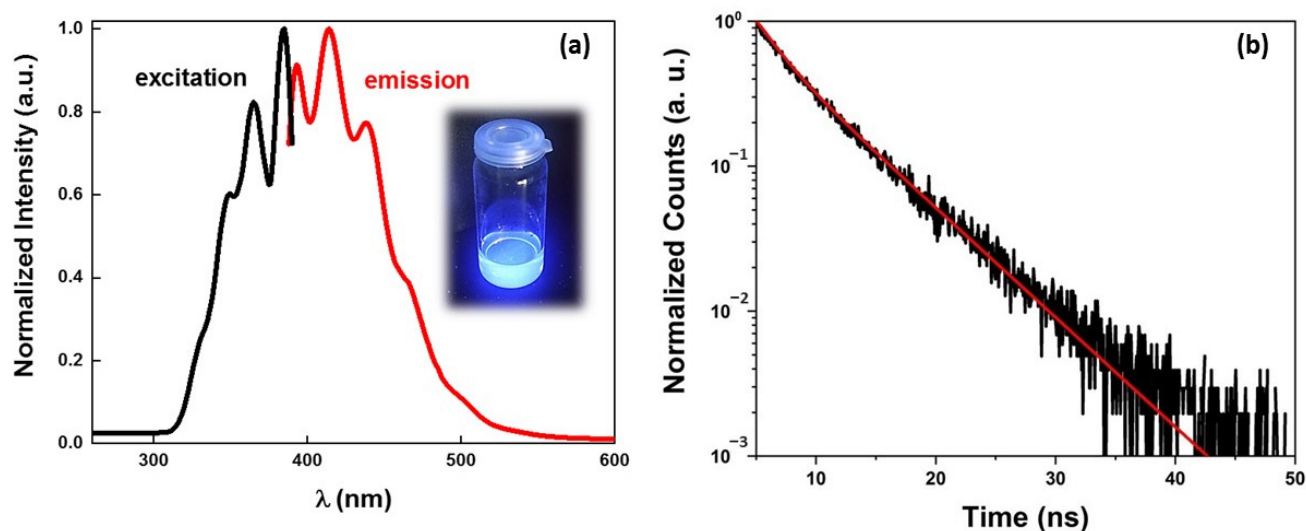 (a)
excitation
emission
Normalized Intensity (a.u.)
1.0
0.8
0.6
0.4
0.2
0.0
300
400
500
600
λ (nm)
(b)
Normalized Counts (a. u.)
10⁰
10⁻¹
10⁻²
10⁻³
10
20
30
40
50
Time (ns)